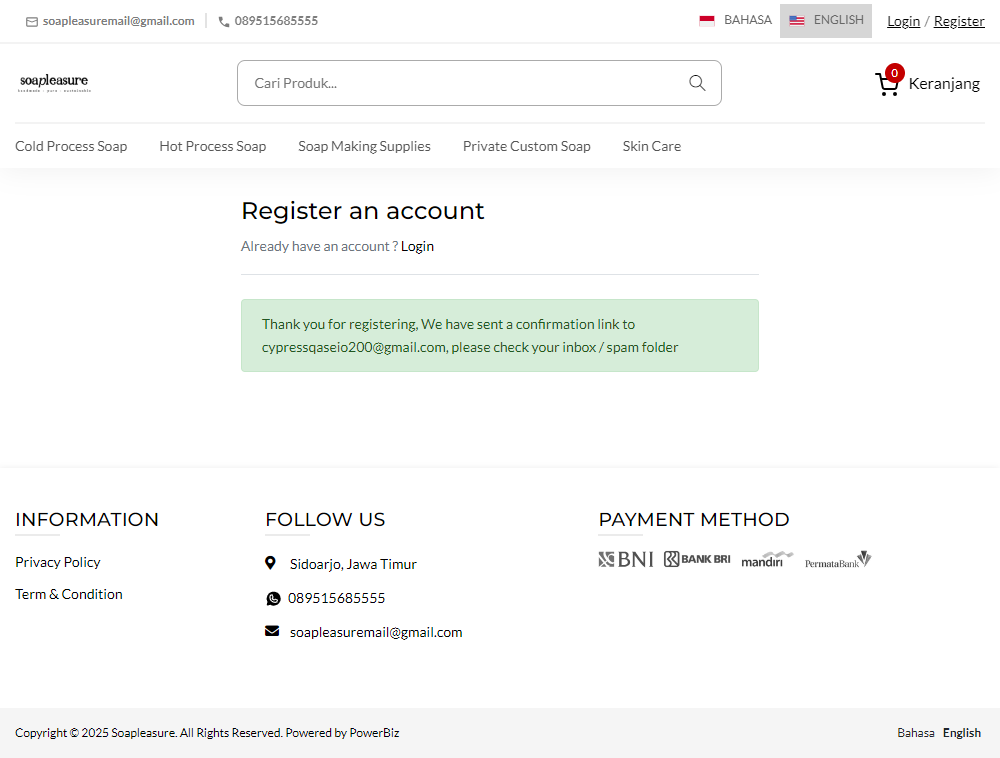 soapleasuremail@gmail.com
089515685555
BAHASA
ENGLISH
Login / Register
soapleasure
handmade · pure · sustainable
Cari Produk...
0
Keranjang
Cold Process Soap
Hot Process Soap
Soap Making Supplies
Private Custom Soap
Skin Care
Register an account
Already have an account ? Login
Thank you for registering, We have sent a confirmation link to
cypressqaseio200@gmail.com, please check your inbox / spam folder
INFORMATION
Privacy Policy
Term & Condition
FOLLOW US
Sidoarjo, Jawa Timur
089515685555
soapleasuremail@gmail.com
PAYMENT METHOD
BNI
BANK BRI
mandiri
PermataBank
Copyright © 2025 Soapleasure. All Rights Reserved. Powered by PowerBiz
Bahasa
English